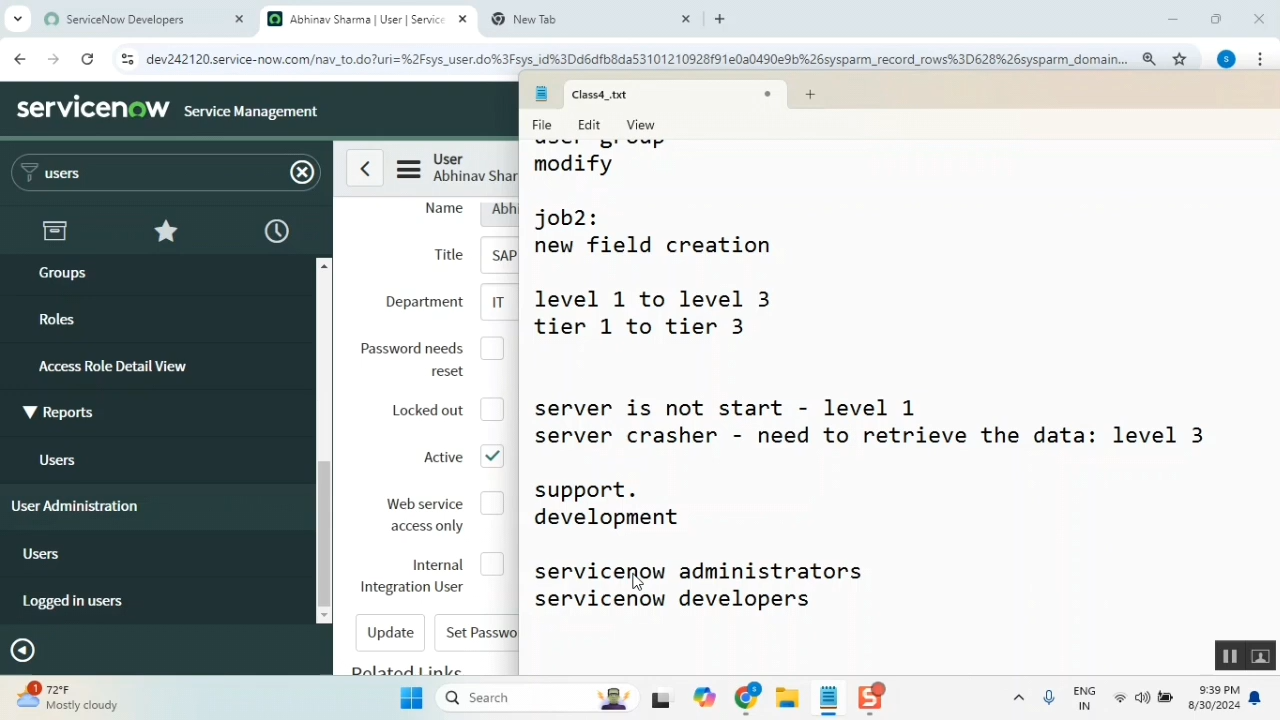 ServiceNow Developers
Abhinav Sharma | User | Service
New Tab
dev242120.service-now.com/nav_to.do?uri=%2Fsys_user.do%3Fsys_id%3Dd6dfb8da53101210928f91e0a0490e9b%26sysparm_record_rows%3D628%26sysparm_domain...
S
servicenow Service Management
users
Groups
Roles
Access Role Detail View
Reports
Users
User Administration
Users
Logged in users
User
Abhinav Shar
Name
Abhi
Title
SAP
Department
IT
Password needs
reset
Locked out
Active
Web service
access only
Internal
Integration User
Update
Set Passwo
Related Links
Class4_.txt
File Edit View
user group
modify
job2:
new field creation
level 1 to level 3
tier 1 to tier 3
server is not start - level 1
server crasher - need to retrieve the data: level 3
support.
development
servicenow administrators
servicenow developers
1
72°F
Mostly cloudy
Search
ENG
IN
9:39 PM
8/30/2024